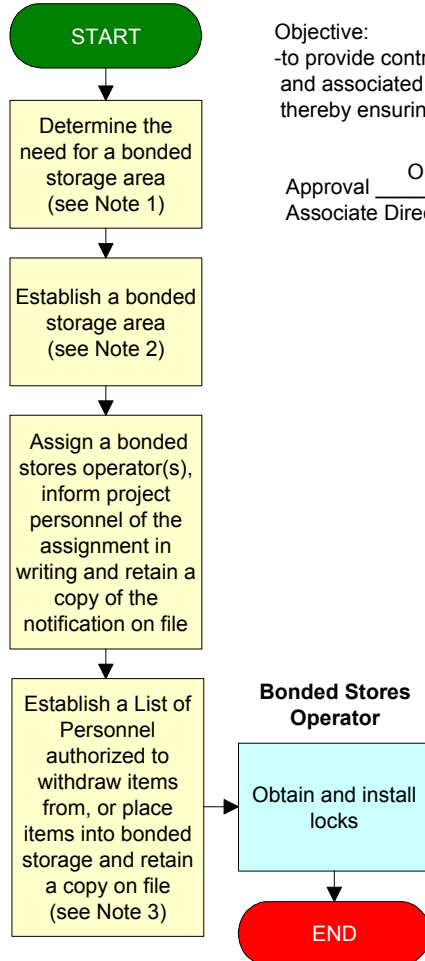 START
Objective:
-to provide
and associated
thereby
Approval
Associate
Determine the
need for a bonded
storage area
(see Note 1)
Establish a bonded
storage area
(see Note 2)
Assign a bonded
stores operator(s),
inform project
personnel of the
assignment in
writing and retain a
copy of the
notification on file
Establish a List of
Personnel
authorized to
withdraw items
from, or place
items into bonded
storage and retain
a copy on file
(see Note 3)
Bonded Stores
Operator
Obtain and install
locks
END